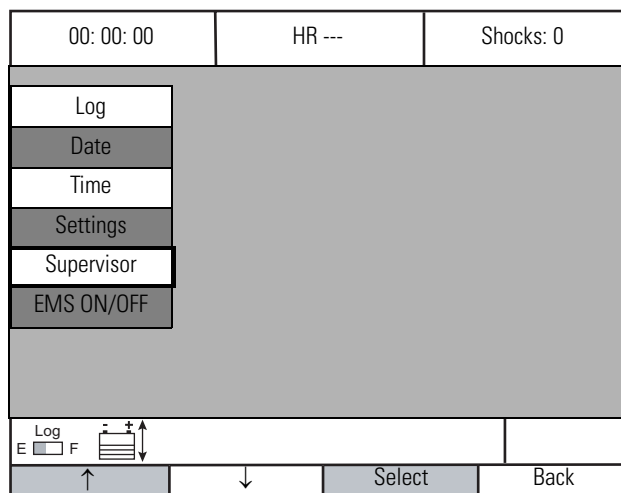 00: 00: 00 HR --- Shocks: 0
Log
Date
Time
Settings
Supervisor
EMS ON/OFF
Log
E F - +
↑ ↓ Select Back